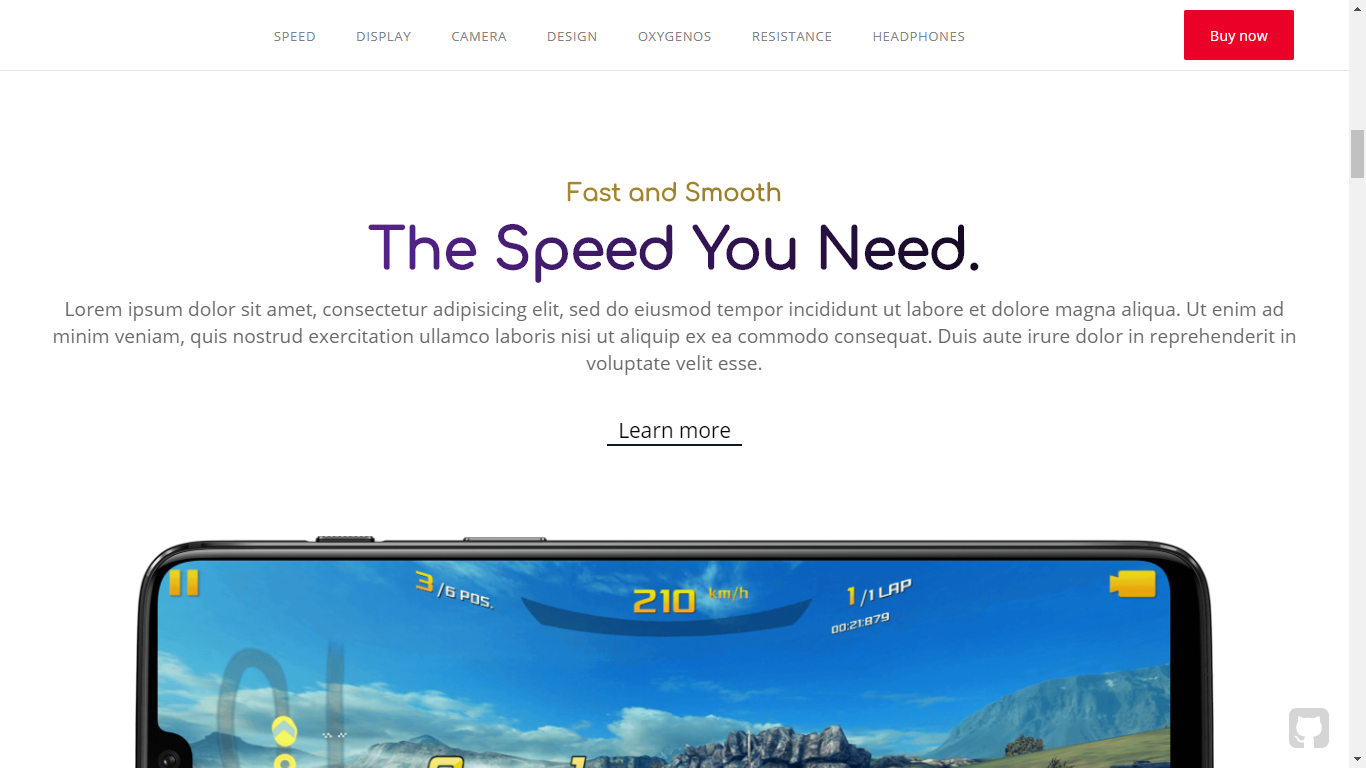 SPEED DISPLAY CAMERA DESIGN OXYGENOS RESISTANCE HEADPHONES Buy now
Fast and Smooth
The Speed You Need.
Lorem ipsum dolor sit amet, consectetur adipisicing elit, sed do eiusmod tempor incididunt ut labore et dolore magna aliqua. Ut enim ad
minim veniam, quis nostrud exercitation ullamco laboris nisi ut aliquip ex ea commodo consequat. Duis aute irure dolor in reprehenderit in
voluptate velit esse.
Learn more
3/6 POS. 210 km/h 1/1 LAP
00:21:879